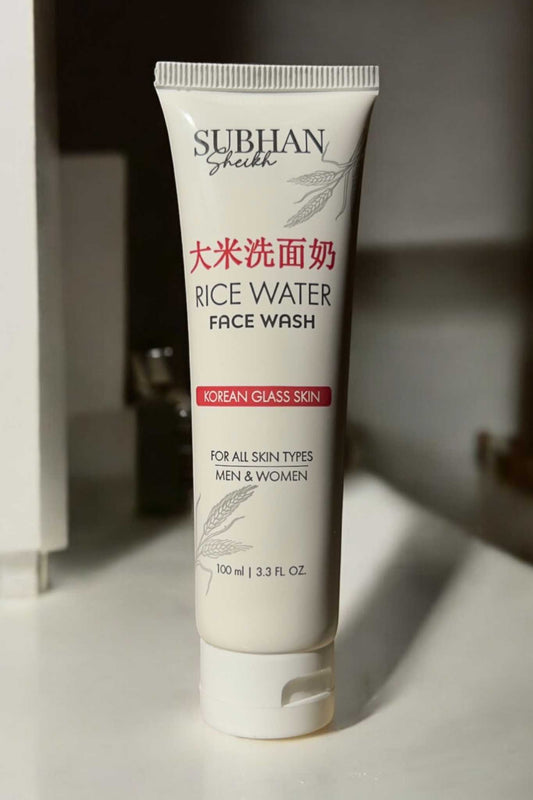 SUBHAN
Sheikh
大米洗面奶
RICE WATER
FACE WASH
KOREAN GLASS SKIN
FOR ALL SKIN TYPES
MEN & WOMEN
100 ml | 3.3 FL. OZ.